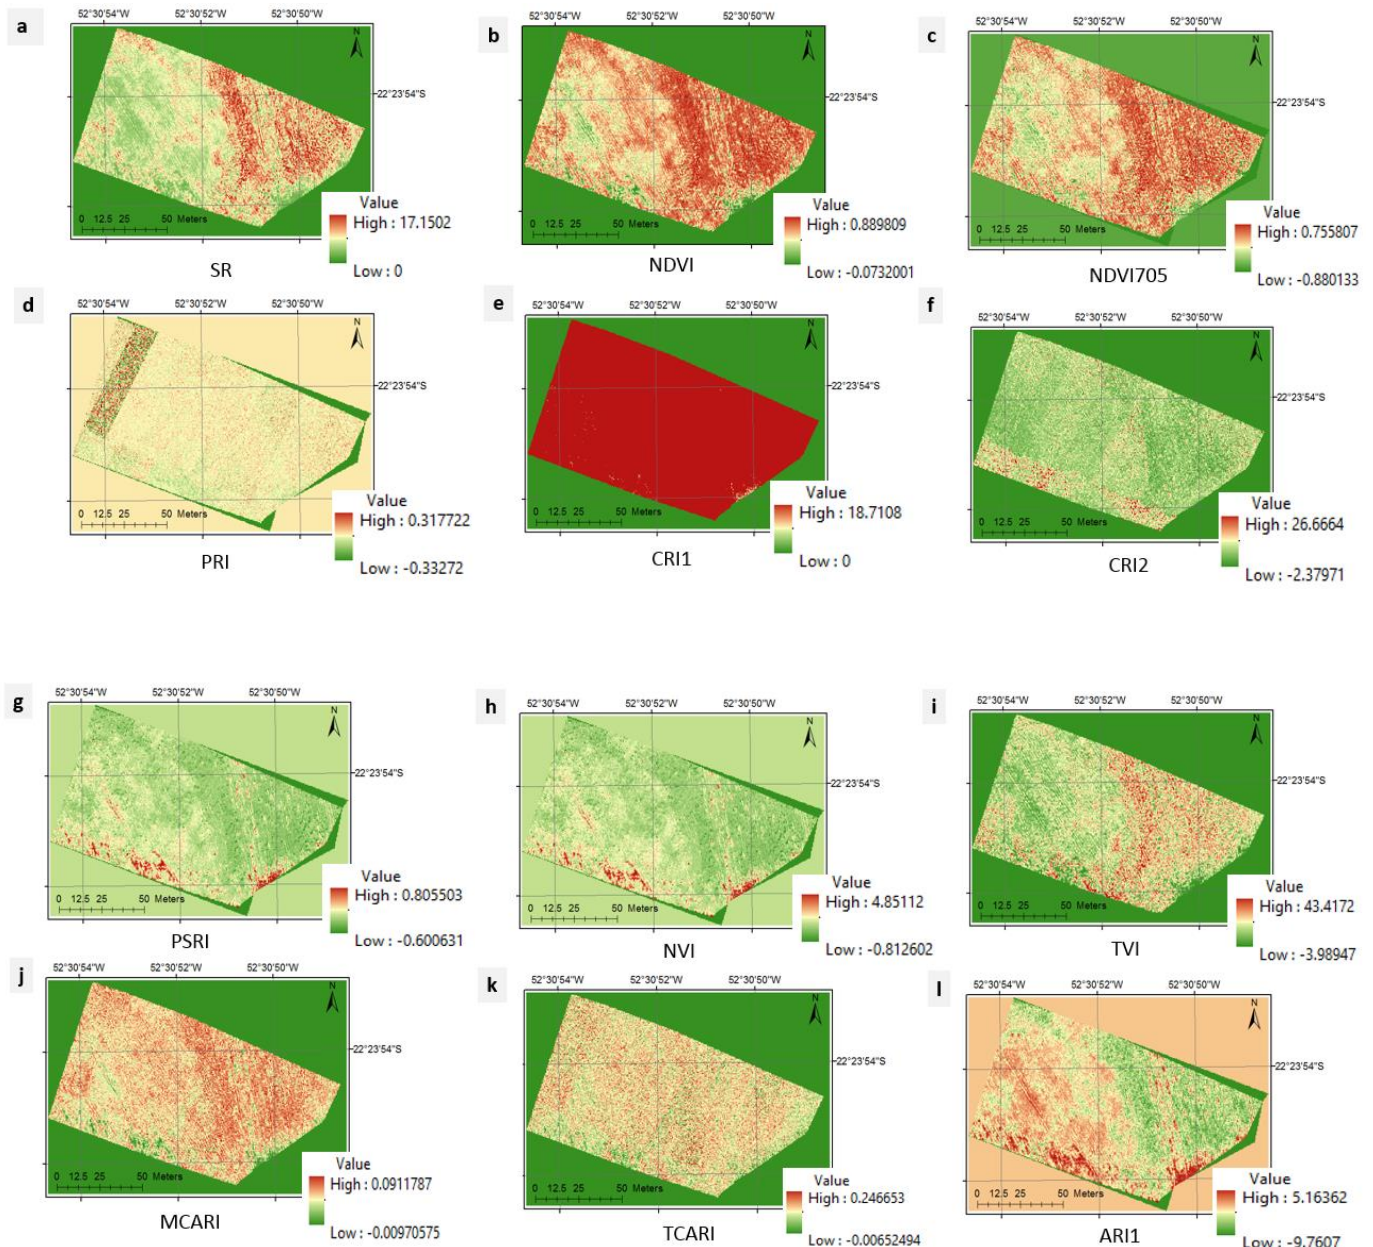 a
52°30'54"W 52°30'52"W 52°30'50"W
N
22°23'54"S
0 12.5 25 50 Meters
Value
High : 17.1502
Low : 0
SR
b
52°30'54"W 52°30'52"W 52°30'50"W
N
22°23'54"S
0 12.5 25 50 Meters
Value
High : 0.889809
Low : -0.0732001
NDVI
c
52°30'54"W 52°30'52"W 52°30'50"W
N
22°23'54"S
0 12.5 25 50 Meters
Value
High : 0.755807
Low : -0.880133
NDVI705
d
52°30'54"W 52°30'52"W 52°30'50"W
N
22°23'54"S
0 12.5 25 50 Meters
Value
High : 0.317722
Low : -0.33272
PRI
e
52°30'54"W 52°30'52"W 52°30'50"W
N
22°23'54"S
0 12.5 25 50 Meters
Value
High : 18.7108
Low : 0
CRI1
f
52°30'54"W 52°30'52"W 52°30'50"W
N
22°23'54"S
0 12.5 25 50 Meters
Value
High : 26.6664
Low : -2.37971
CRI2
g
52°30'54"W 52°30'52"W 52°30'50"W
N
22°23'54"S
0 12.5 25 50 Meters
Value
High : 0.805503
Low : -0.600631
PSRI
h
52°30'54"W 52°30'52"W 52°30'50"W
N
22°23'54"S
0 12.5 25 50 Meters
Value
High : 4.85112
Low : -0.812602
NVI
i
52°30'54"W 52°30'52"W 52°30'50"W
N
22°23'54"S
0 12.5 25 50 Meters
Value
High : 43.4172
Low : -3.98947
TVI
j
52°30'54"W 52°30'52"W 52°30'50"W
N
22°23'54"S
0 12.5 25 50 Meters
Value
High : 0.0911787
Low : -0.00970575
MCARI
k
52°30'54"W 52°30'52"W 52°30'50"W
N
22°23'54"S
0 12.5 25 50 Meters
Value
High : 0.246653
Low : -0.00652494
TCARI
l
52°30'54"W 52°30'52"W 52°30'50"W
N
22°23'54"S
0 12.5 25 50 Meters
Value
High : 5.16362
Low : -9.7607
ARI1